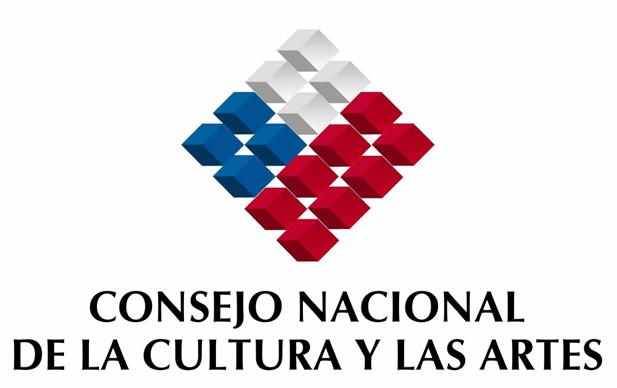 CONSEJO NACIONAL
DE LA CULTURA Y LAS ARTES